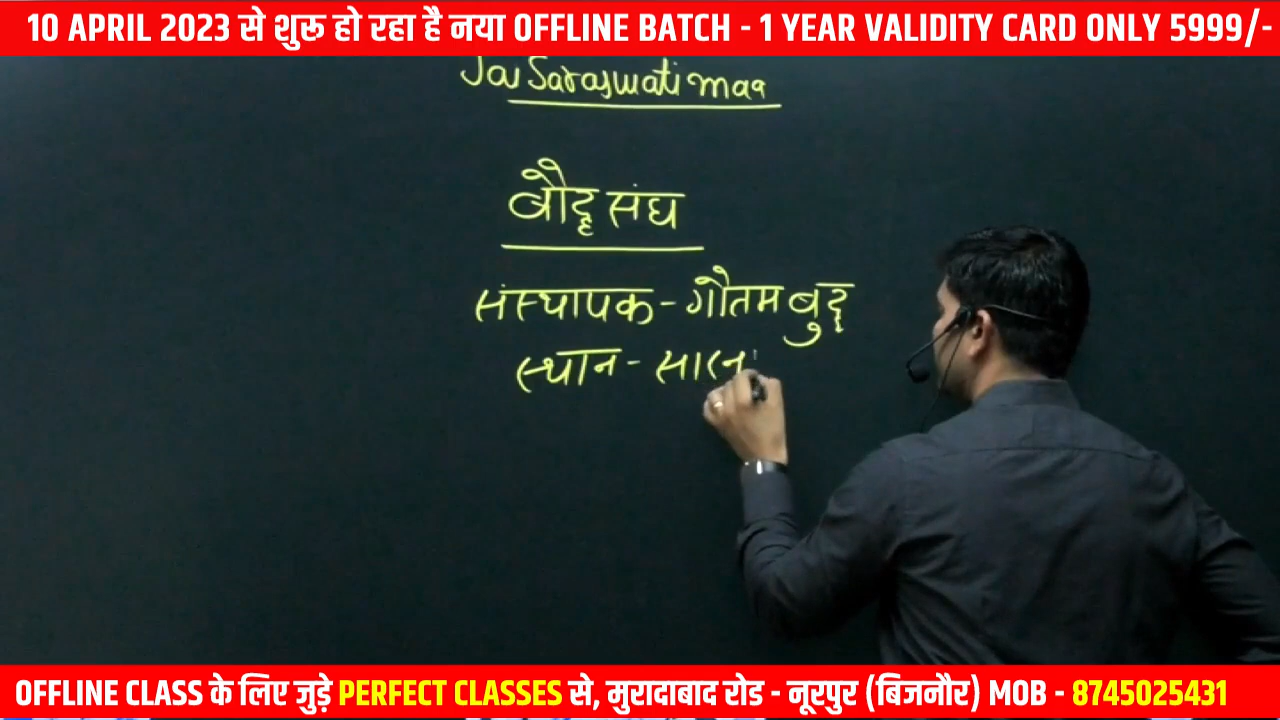 10 APRIL 2023 से शुरू हो रहा है नया OFFLINE BATCH - 1 YEAR VALIDITY CARD ONLY 5999/-
Jai Saraswati maa
बौद्ध संघ
संस्थापक - गौतम बुद्ध
स्थान - सारन
OFFLINE CLASS के लिए जुड़े PERFECT CLASSES से, मुरादाबाद रोड - नूरपुर (बिजनौर) MOB - 8745025431